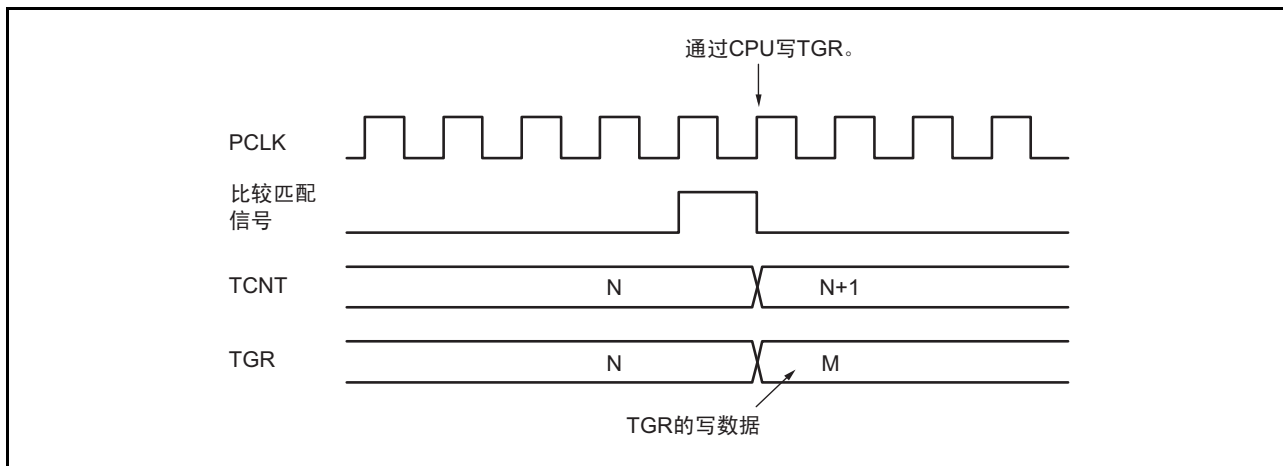 通过CPU写TGR。
PCLK
比较匹配
信号
TCNT
N
N+1
TGR
N
M
TGR的写数据